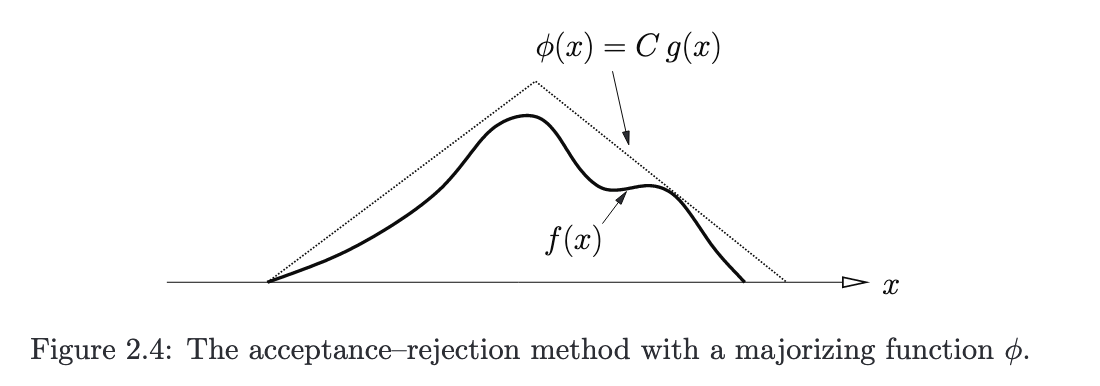 ϕ(x) = C g(x)
f(x)
x
Figure 2.4: The acceptance–rejection method with a majorizing function ϕ.